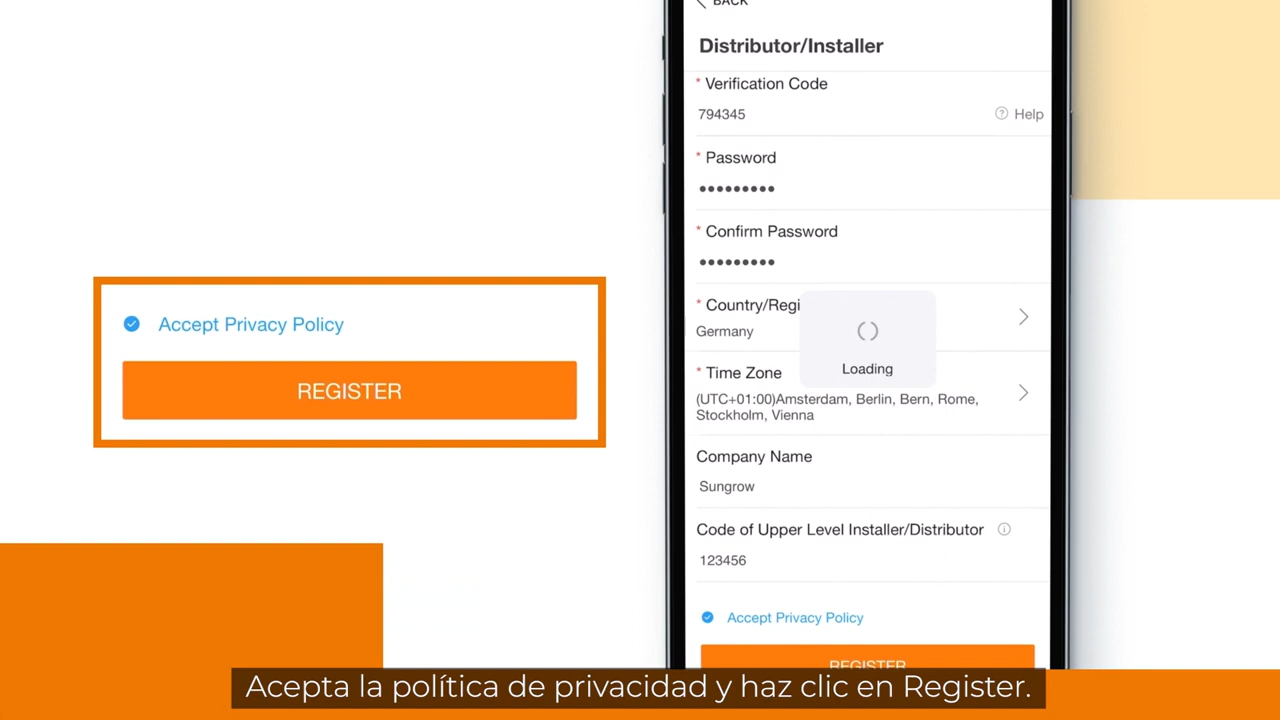 BACK
Distributor/Installer
* Verification Code
794345
Help
* Password
* Confirm Password
* Country/Regi
Germany
Loading
* Time Zone
(UTC+01:00)Amsterdam, Berlin, Bern, Rome,
Stockholm, Vienna
Company Name
Sungrow
Code of Upper Level Installer/Distributor
123456
Accept Privacy Policy
REGISTER
Accept Privacy Policy
REGISTER
Acepta la política de privacidad y haz clic en Register.